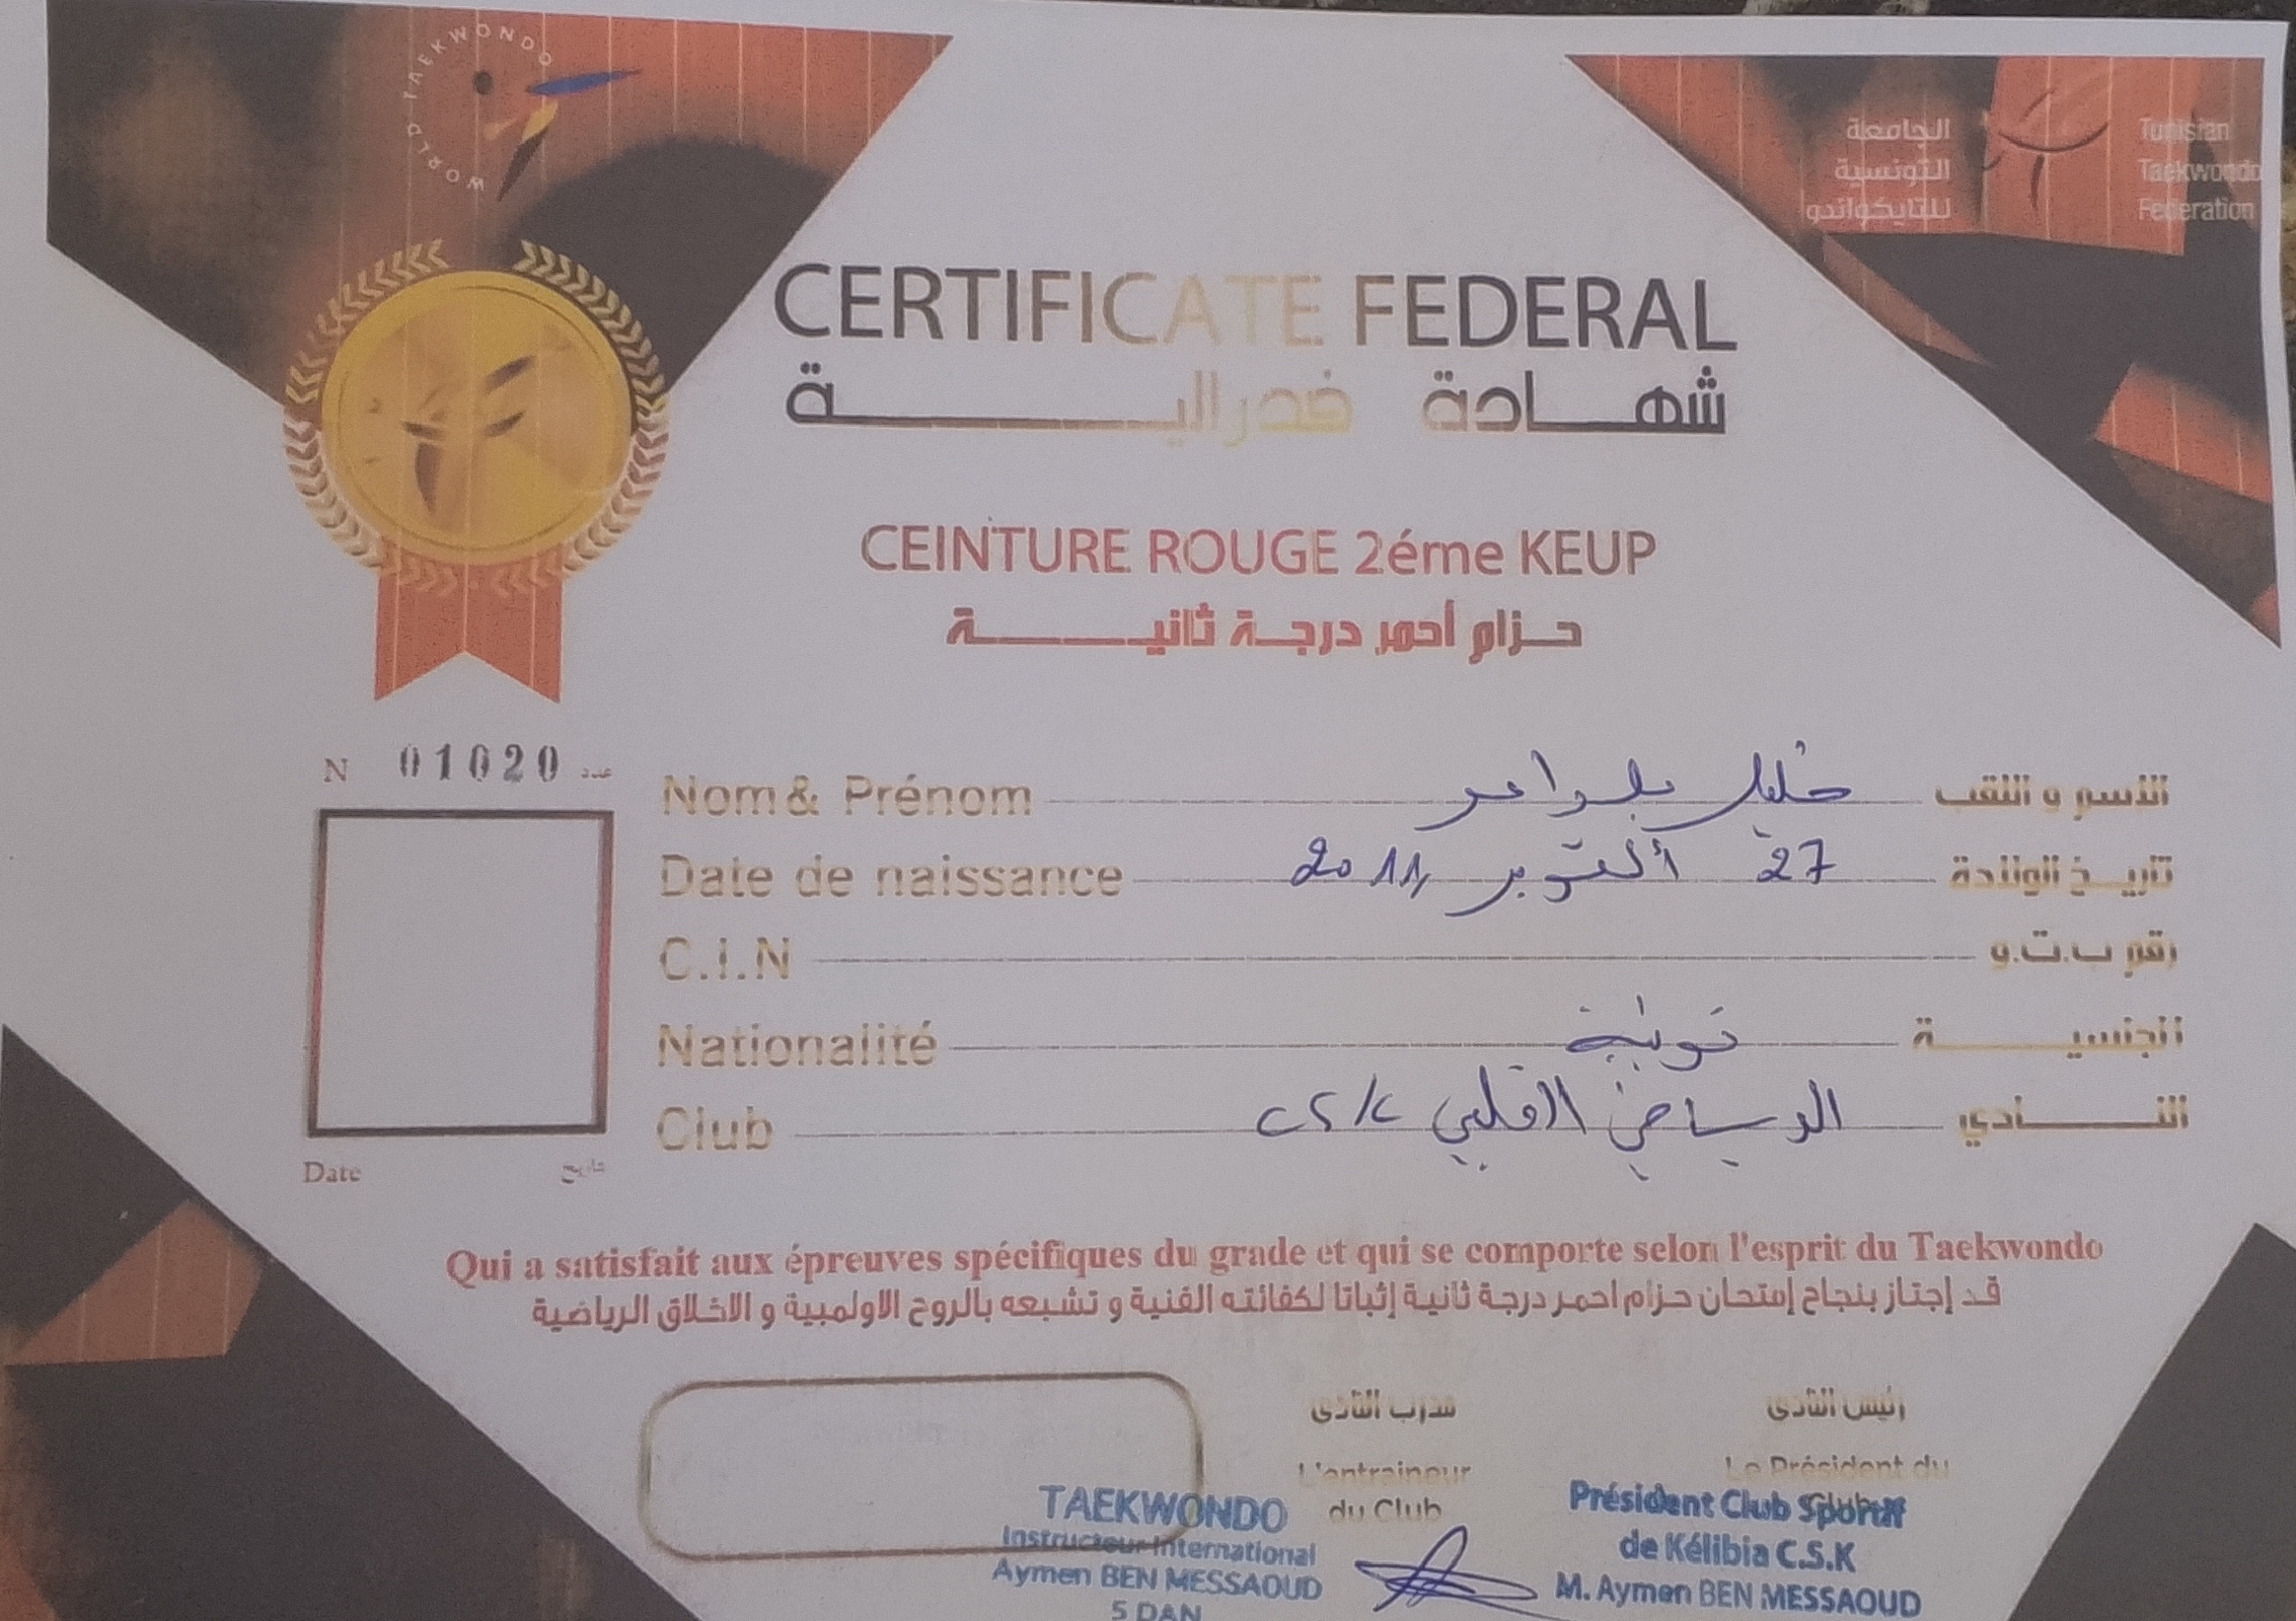 WORLD TAEKWONDO
الجامعة
التونسية
للتايكواندو
Tunisian
Taekwondo
Federation
CERTIFICATE FEDERAL
شهادة فدرالية
CEINTURE ROUGE 2éme KEUP
حزام أحمر درجة ثانية
N 01020 عدد
Nom & Prénom خليل الأسم و اللقب
Date de naissance 27 أكتوبر 2011 تاريخ الولادة
C.I.N رقم ب.ت.و
Nationalité تونسية الجنسية
Club الرياضي القليبي CSK النادي
Date تاريخ
Qui a satisfait aux épreuves spécifiques du grade et qui se comporte selon l'esprit du Taekwondo
قد إجتاز بنجاح إمتحان حزام احمر درجة ثانية إثباتا لكفائته الفنية و تشبعه بالروح الاولمبية و الاخلاق الرياضية
مدرب النادي
L'entraineur
du Club
رئيس النادي
Le Président du
Club
TAEKWONDO
Instructeur International
Aymen BEN MESSAOUD
5 DAN
Président Club Sportif
de Kélibia C.S.K
M. Aymen BEN MESSAOUD